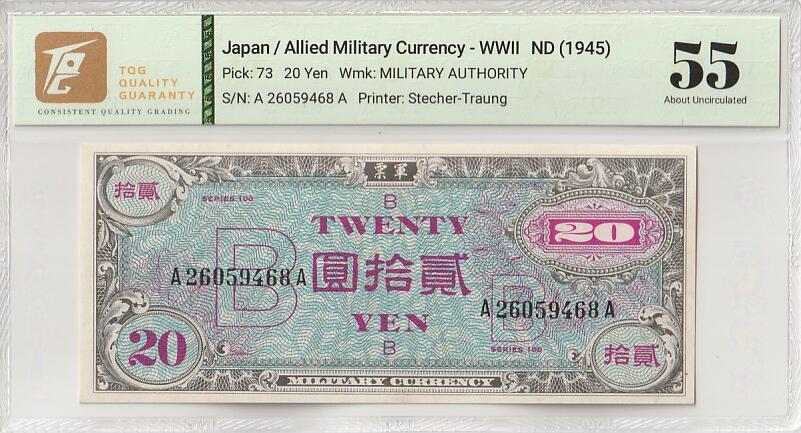 TQG
QUALITY
GUARANTY
CONSISTENT QUALITY GRADING
Japan / Allied Military Currency - WWII ND (1945)
Pick: 73 20 Yen Wmk: MILITARY AUTHORITY
S/N: A 26059468 A Printer: Stecher-Traung
55
About Uncirculated
票軍
拾貳
SERIES 100
B
TWENTY
20
B
A26059468A
圓拾貳
A26059468A
B
YEN
SERIES 100
20
B
拾貳
MILITARY CURRENCY